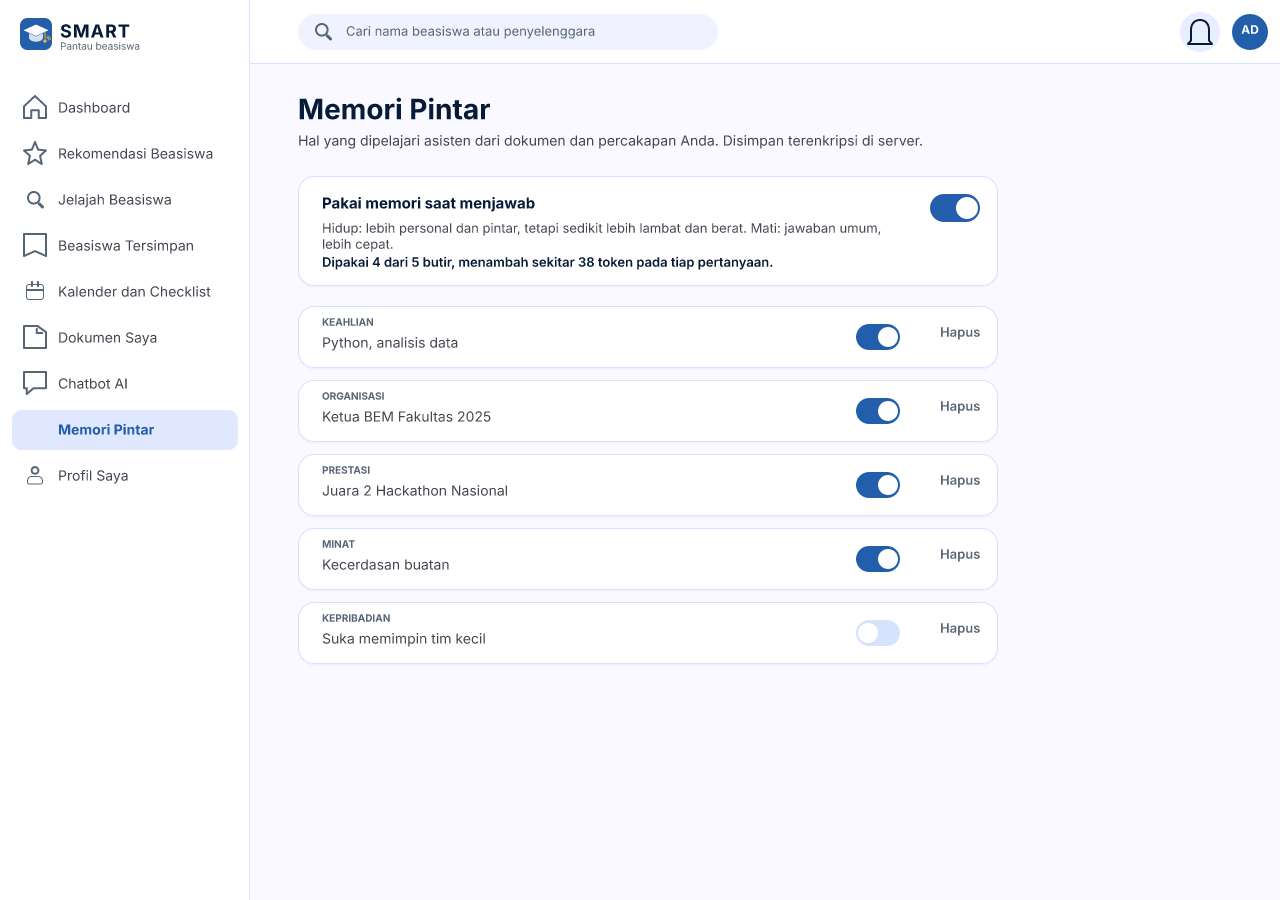 SMART
Pantau beasiswa
Cari nama beasiswa atau penyelenggara
AD
Dashboard
Rekomendasi Beasiswa
Jelajah Beasiswa
Beasiswa Tersimpan
Kalender dan Checklist
Dokumen Saya
Chatbot AI
Memori Pintar
Profil Saya
Memori Pintar
Hal yang dipelajari asisten dari dokumen dan percakapan Anda. Disimpan terenkripsi di server.
Pakai memori saat menjawab
Hidup: lebih personal dan pintar, tetapi sedikit lebih lambat dan berat. Mati: jawaban umum,
lebih cepat.
Dipakai 4 dari 5 butir, menambah sekitar 38 token pada tiap pertanyaan.
KEAHLIAN
Python, analisis data
Hapus
ORGANISASI
Ketua BEM Fakultas 2025
Hapus
PRESTASI
Juara 2 Hackathon Nasional
Hapus
MINAT
Kecerdasan buatan
Hapus
KEPRIBADIAN
Suka memimpin tim kecil
Hapus